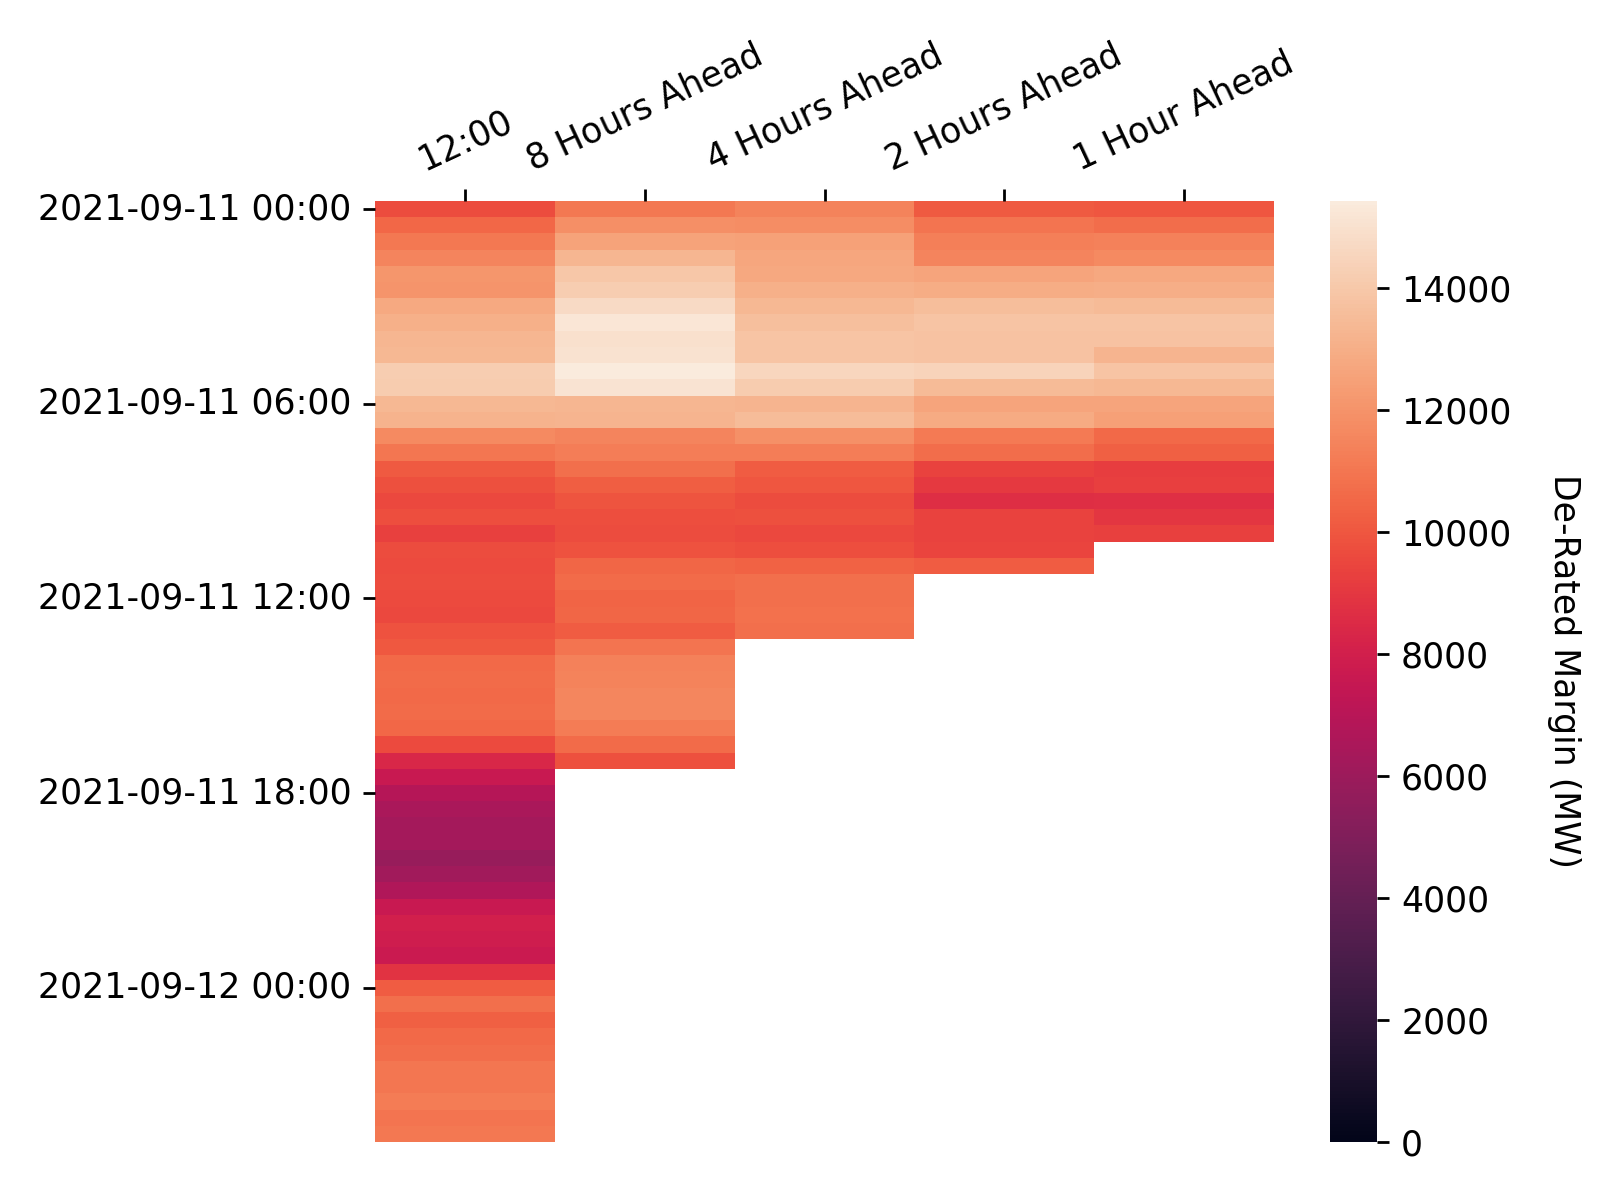 12:00
8 Hours Ahead
4 Hours Ahead
2 Hours Ahead
1 Hour Ahead
2021-09-11 00:00
2021-09-11 06:00
2021-09-11 12:00
2021-09-11 18:00
2021-09-12 00:00
14000
12000
10000
8000
6000
4000
2000
0
De-Rated Margin (MW)